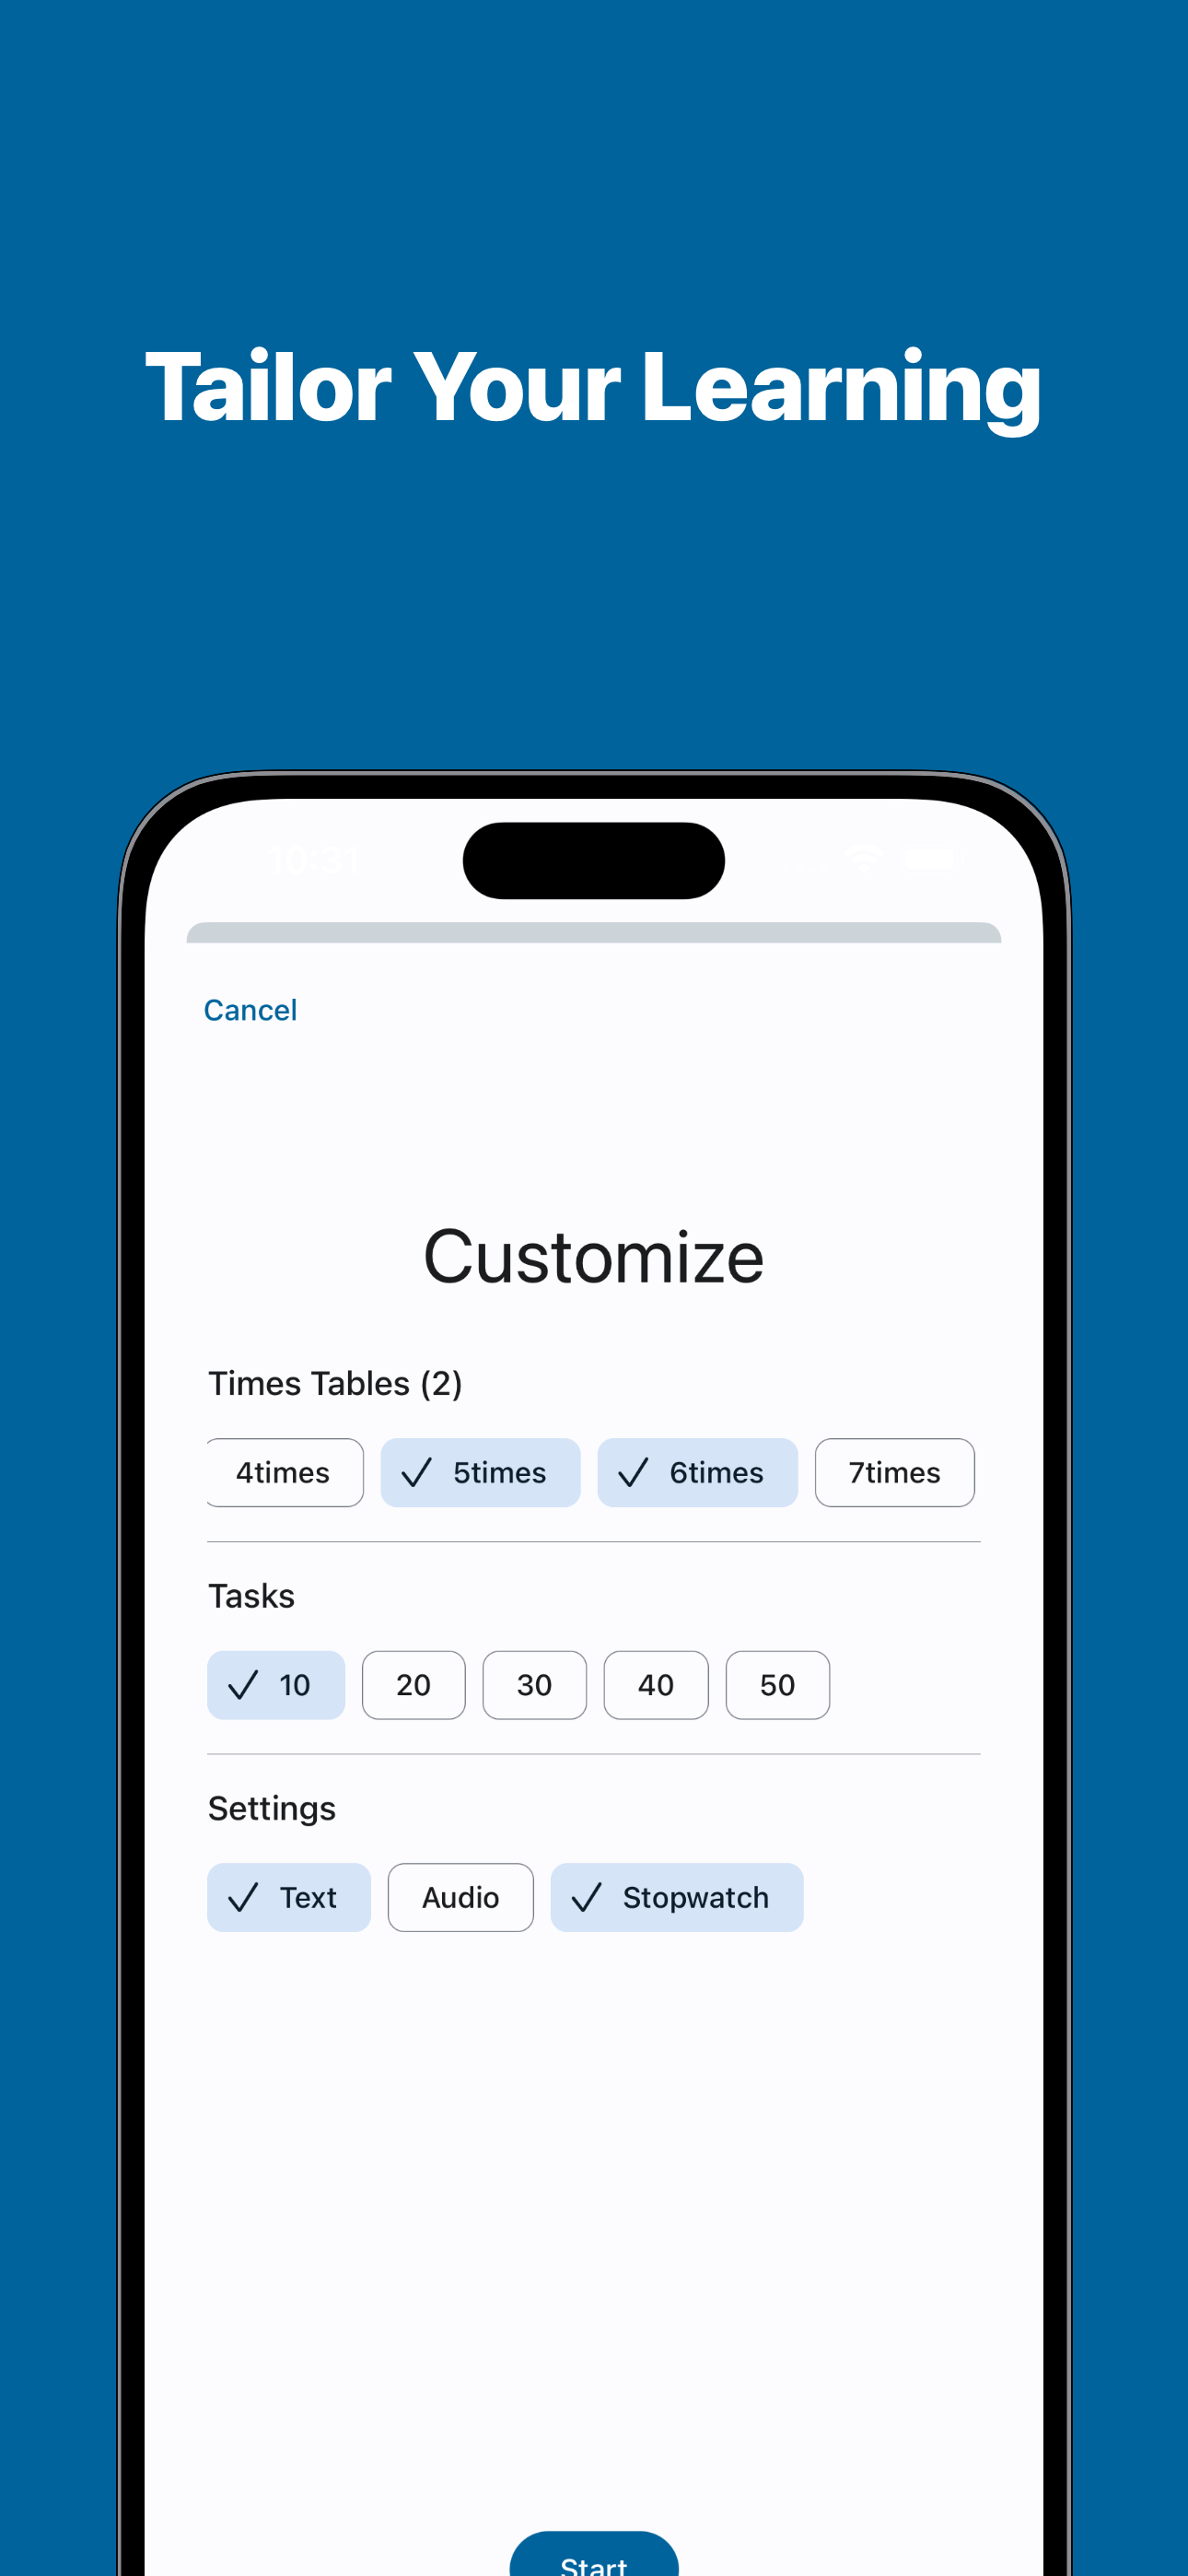 Tailor Your Learning
10:31
Cancel
Customize
Times Tables (2)
4times 5times 6times 7times
Tasks
10 20 30 40 50
Settings
Text Audio Stopwatch
Start